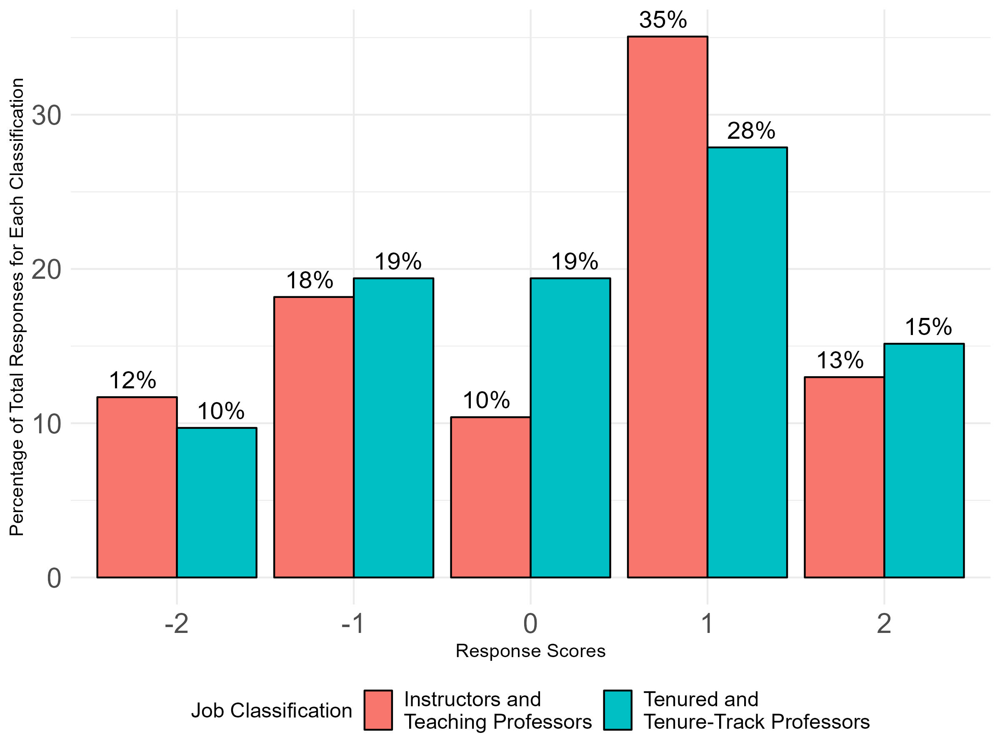 35%
28%
19%
19%
18%
15%
13%
12%
10%
10%
Percentage of Total Responses for Each Classification
30
20
10
0
-2
-1
0
1
2
Response Scores
Job Classification
Instructors and
Teaching Professors
Tenured and
Tenure-Track Professors